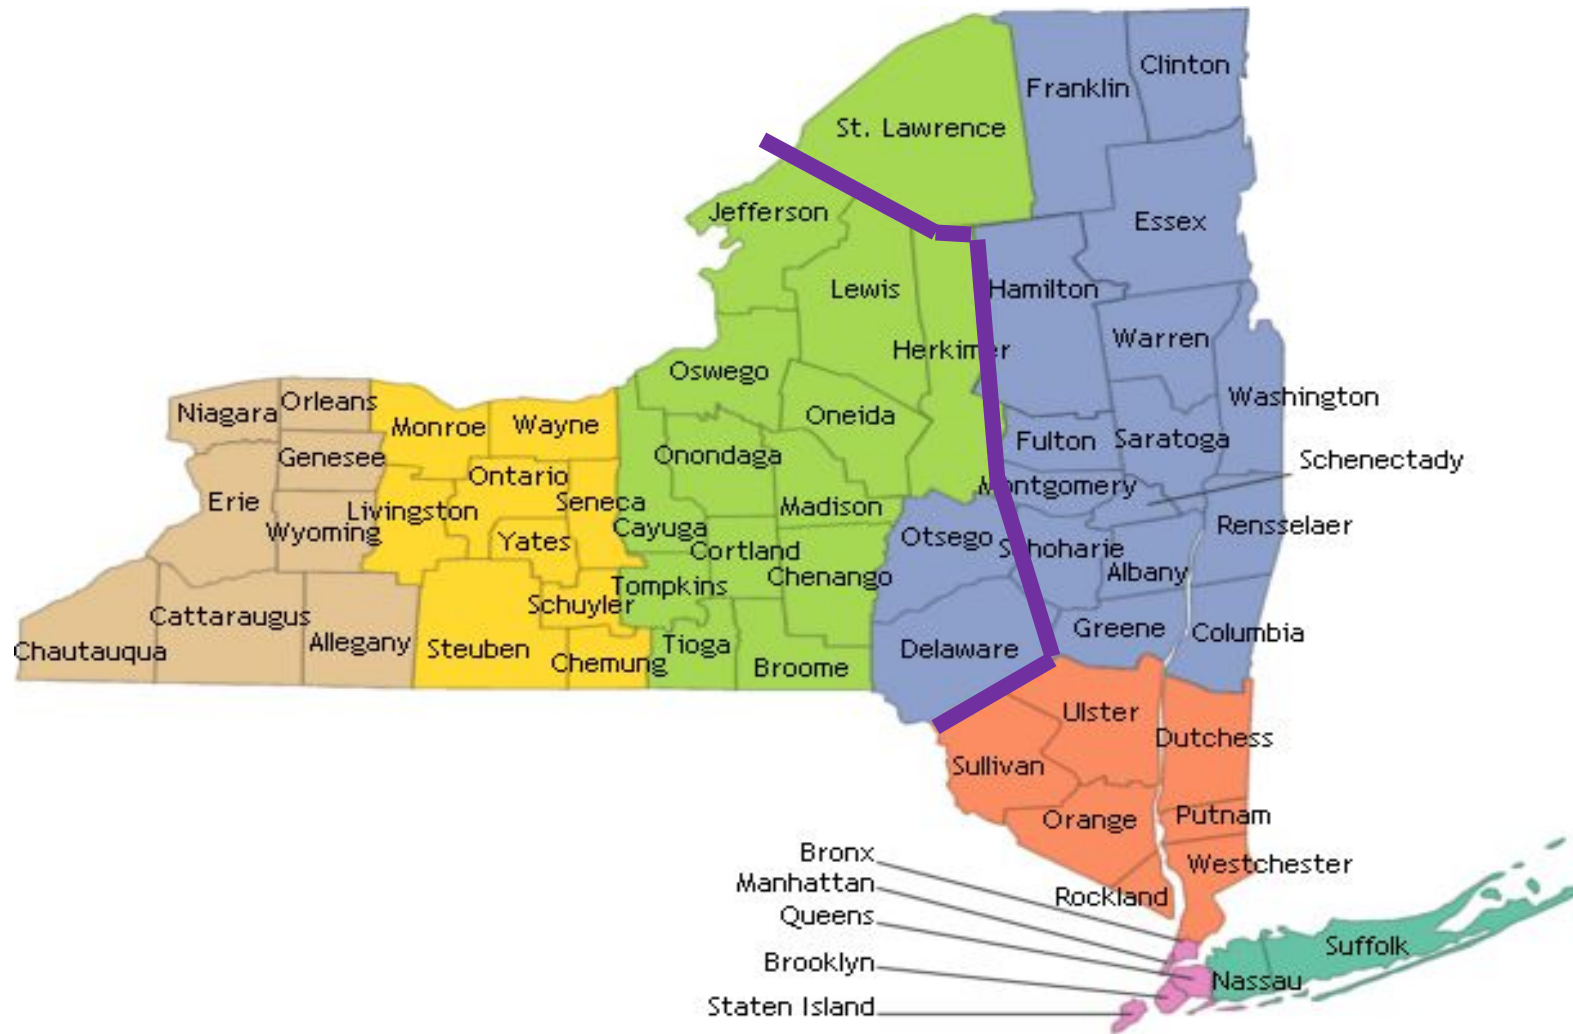 Clinton
Franklin
St. Lawrence
Jefferson
Essex
Lewis
Hamilton
Warren
Herkimer
Oswego
Washington
Niagara
Orleans
Oneida
Monroe
Wayne
Fulton
Saratoga
Genesee
Onondaga
Schenectady
Ontario
Montgomery
Erie
Seneca
Livingston
Madison
Wyoming
Cayuga
Rensselaer
Yates
Otsego
Schoharie
Cortland
Albany
Chenango
Tompkins
Schuyler
Cattaraugus
Greene
Columbia
Allegany
Tioga
Chautauqua
Steuben
Delaware
Chemung
Broome
Ulster
Dutchess
Sullivan
Orange
Putnam
Bronx
Westchester
Manhattan
Rockland
Queens
Suffolk
Brooklyn
Nassau
Staten Island